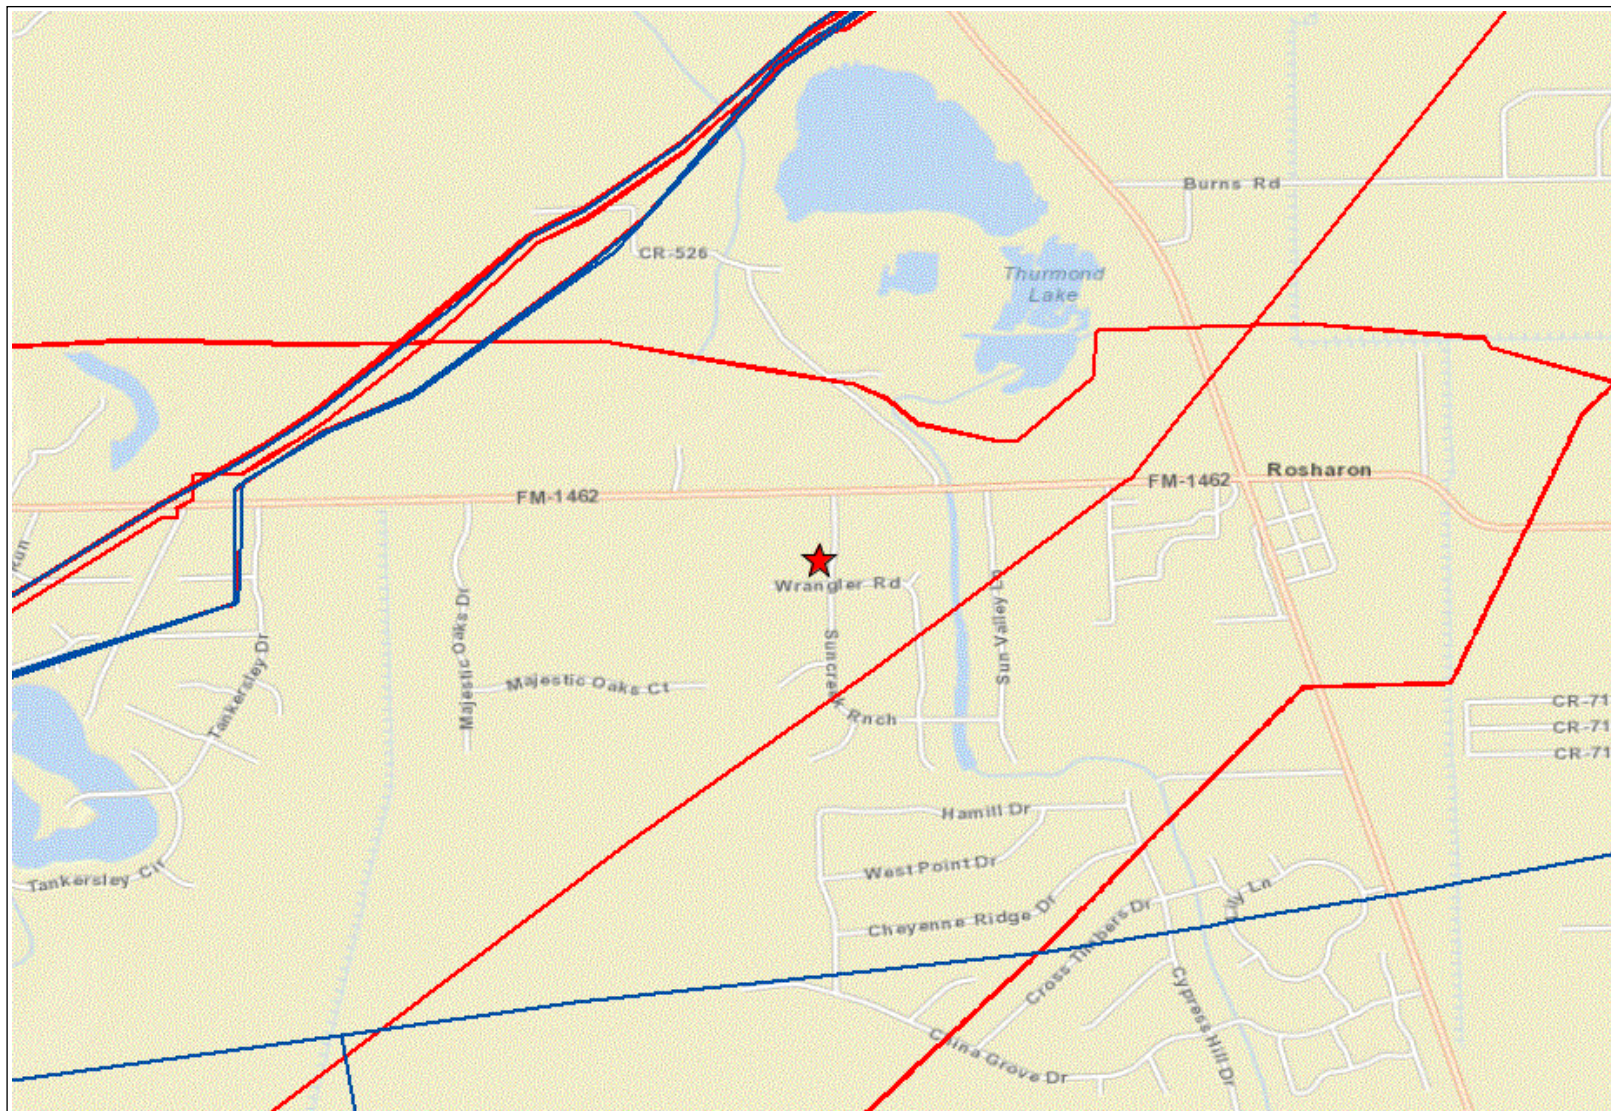 Burns Rd
CR-526
Thurmond
Lake
Rosharon
FM-1462
FM-1462
Run
Wrangler Rd
Sun Valley Ln
Majestic Oaks Dr
Suncreek Rnch
Tankersley Dr
Majestic Oaks Ct
CR-71
CR-71
CR-71
Hamill Dr
West Point Dr
Tankersley Cir
Lily Ln
Cheyenne Ridge Dr
Cross Timbers Dr
Cypress Hill Dr
China Grove Dr